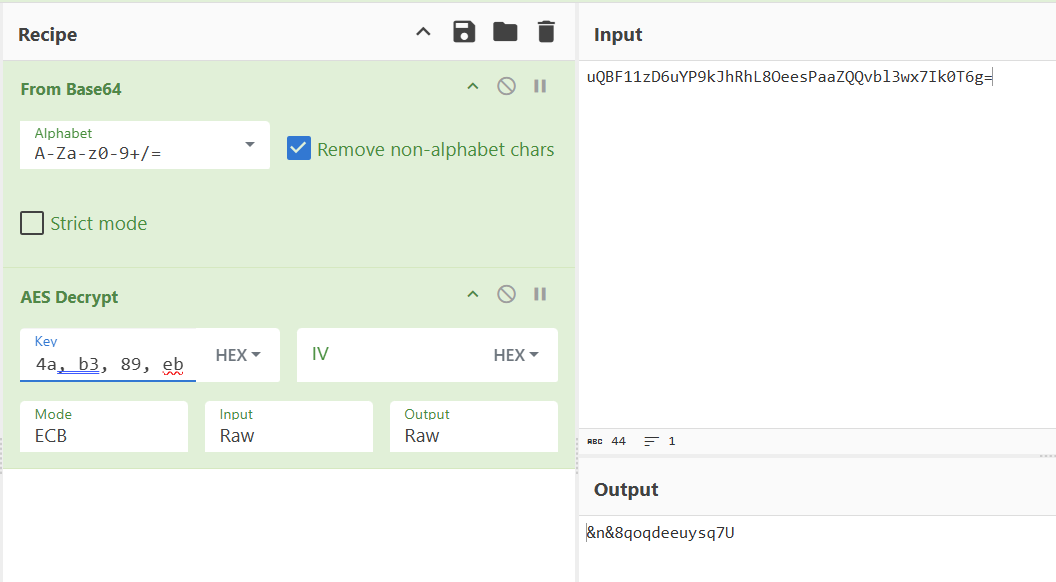 Recipe
From Base64
Alphabet
A-Za-z0-9+/=
Remove non-alphabet chars
Strict mode
AES Decrypt
Key
4a, b3, 89, eb
HEX
IV
HEX
Mode
ECB
Input
Raw
Output
Raw
Input
uQBF11zD6uYP9kJhRhL8OeesPaaZQQvbl3wx7Ik0T6g=
ABC 44 1
Output
&n&8qoqdeeuysq7U